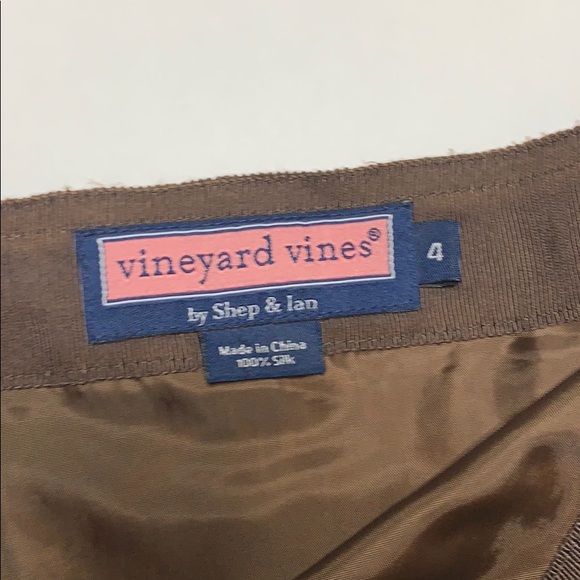 vineyard vines®
4
by Shep & Ian
Made in China
100% Silk